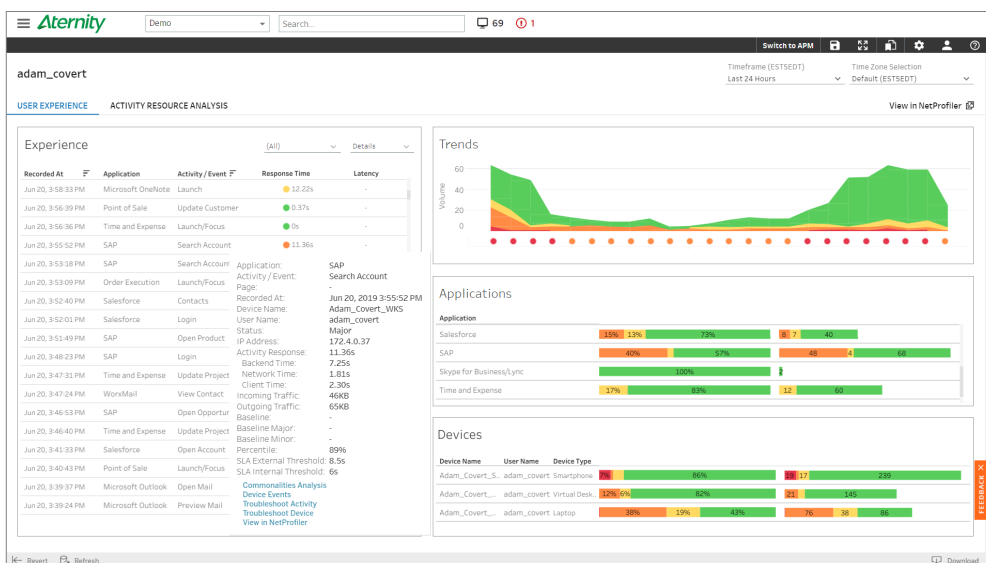 Aternity
Demo
Search...
69
1
Switch to APM
adam_covert
Timeframe (ESTSEDT)
Last 24 Hours
Time Zone Selection
Default (ESTSEDT)
USER EXPERIENCE
ACTIVITY RESOURCE ANALYSIS
View in NetProfiler
Experience
(All)
Details
Recorded At Application Activity / Event Response Time Latency
Jun 20, 3:58:33 PM Microsoft OneNote Launch 12.22s -
Jun 20, 3:56:39 PM Point of Sale Update Customer 0.37s -
Jun 20, 3:56:36 PM Time and Expense Launch/Focus 0s -
Jun 20, 3:55:52 PM SAP Search Account 11.36s -
Jun 20, 3:53:18 PM SAP Search Account
Jun 20, 3:53:09 PM Order Execution Launch/Focus
Jun 20, 3:52:40 PM Salesforce Contacts
Jun 20, 3:52:01 PM Salesforce Login
Jun 20, 3:51:49 PM SAP Open Product
Jun 20, 3:48:23 PM SAP Login
Jun 20, 3:47:31 PM Time and Expense Update Project
Jun 20, 3:47:24 PM WorxMail View Contact
Jun 20, 3:46:53 PM SAP Open Opportur
Jun 20, 3:46:40 PM Time and Expense Update Project
Jun 20, 3:41:33 PM Salesforce Open Account
Jun 20, 3:40:43 PM Point of Sale Launch/Focus
Jun 20, 3:39:37 PM Microsoft Outlook Open Mail
Jun 20, 3:39:24 PM Microsoft Outlook Preview Mail
Application: SAP
Activity / Event: Search Account
Page: -
Recorded At: Jun 20, 2019 3:55:52 PM
Device Name: Adam_Covert_WKS
User Name: adam_covert
Status: Major
IP Address: 172.4.0.37
Activity Response: 11.36s
Backend Time: 7.25s
Network Time: 1.81s
Client Time: 2.30s
Incoming Traffic: 46KB
Outgoing Traffic: 65KB
Baseline: -
Baseline Major: -
Baseline Minor: -
Percentile: 89%
SLA External Threshold: 8.5s
SLA Internal Threshold: 6s
Commonalities Analysis
Device Events
Troubleshoot Activity
Troubleshoot Device
View in NetProfiler
Trends
Volume
60
40
20
0
Applications
Application
Salesforce 15% 13% 73% 8 7 40
SAP 40% 57% 48 4 68
Skype for Business/Lync 100% 2
Time and Expense 17% 83% 12 60
Devices
Device Name User Name Device Type
Adam_Covert_S.. adam_covert Smartphone 7% 86% 19 17 239
Adam_Covert_... adam_covert Virtual Desk.. 12% 6% 82% 21 145
Adam_Covert_... adam_covert Laptop 38% 19% 43% 76 38 86
FEEDBACK
Revert
Refresh
Download